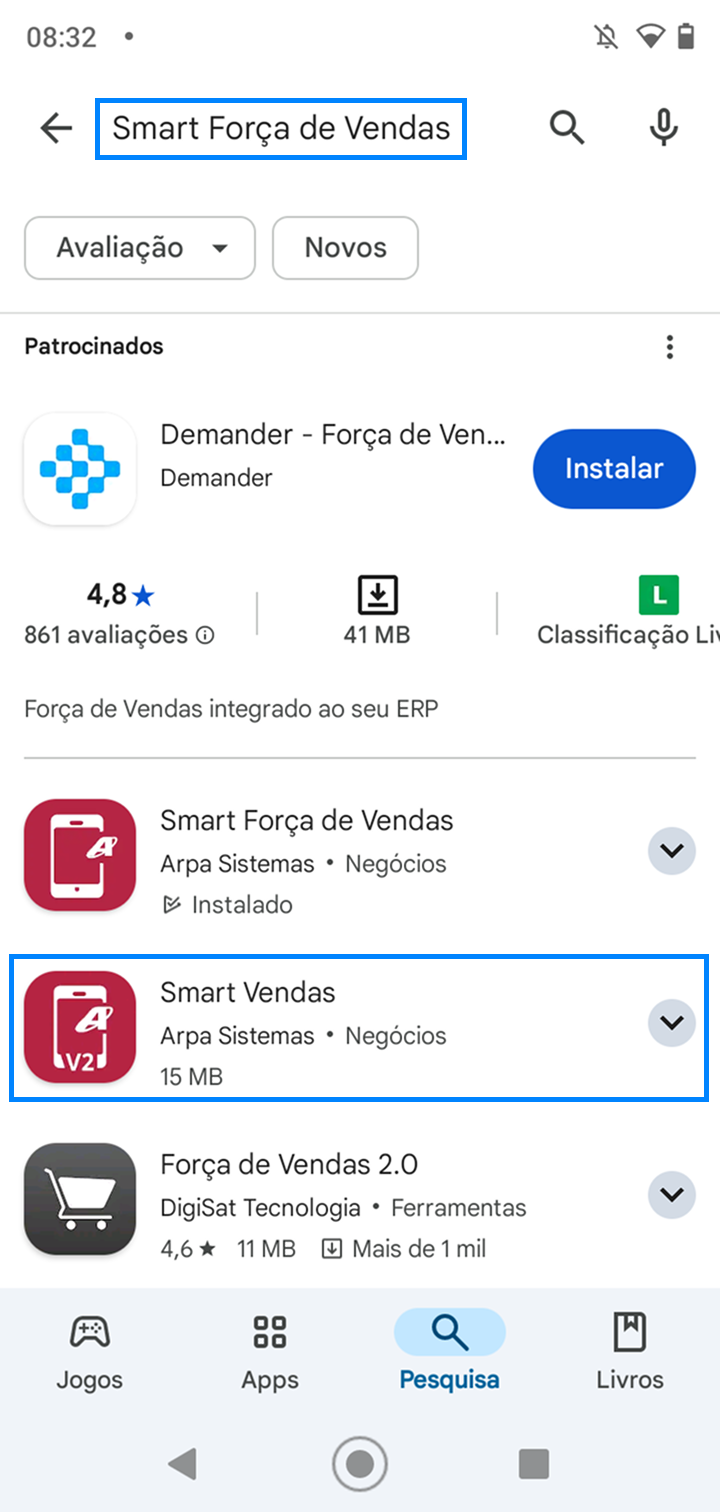 08:32
Smart Força de Vendas
Avaliação
Novos
Patrocinados
Demander - Força de Ven...
Demander
Instalar
4,8★
861 avaliações
41 MB
L
Classificação Liv
Força de Vendas integrado ao seu ERP
Smart Força de Vendas
Arpa Sistemas • Negócios
Instalado
Smart Vendas
Arpa Sistemas • Negócios
15 MB
V2
Força de Vendas 2.0
DigiSat Tecnologia • Ferramentas
4,6★ 11 MB Mais de 1 mil
Jogos
Apps
Pesquisa
Livros